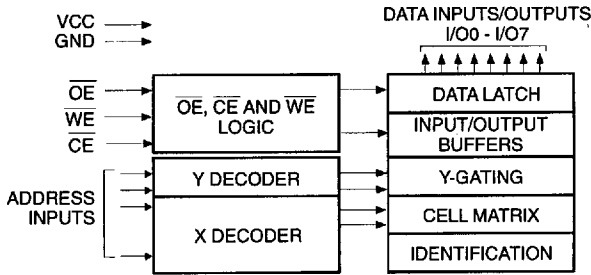 VCC
GND
DATA INPUTS/OUTPUTS
I/O0 - I/O7
OE
WE
CE
OE, CE AND WE
LOGIC
DATA LATCH
INPUT/OUTPUT
BUFFERS
ADDRESS
INPUTS
Y DECODER
X DECODER
Y-GATING
CELL MATRIX
IDENTIFICATION